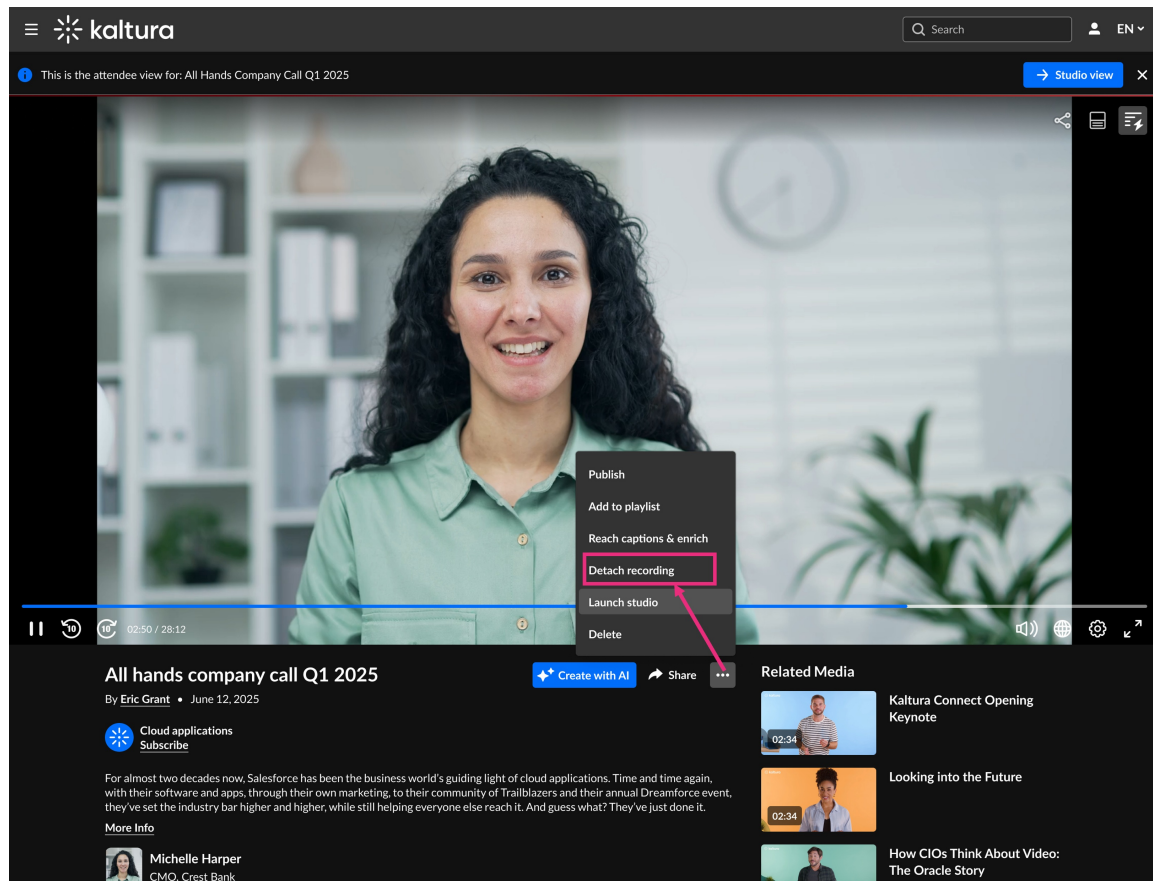 kaltura
Search
EN
This is the attendee view for: All Hands Company Call Q1 2025
Studio view
Publish
Add to playlist
Reach captions & enrich
Detach recording
Launch studio
Delete
10
10
02:50 / 28:12
All hands company call Q1 2025
Create with AI
Share
By Eric Grant • June 12, 2025
Cloud applications
Subscribe
For almost two decades now, Salesforce has been the business world's guiding light of cloud applications. Time and time again,
with their software and apps, through their own marketing, to their community of Trailblazers and their annual Dreamforce event,
they've set the industry bar higher and higher, while still helping everyone else reach it. And guess what? They've just done it.
More Info
Michelle Harper
CMO, Crest Bank
Related Media
02:34
Kaltura Connect Opening
Keynote
02:34
Looking into the Future
How CIOs Think About Video:
The Oracle Story